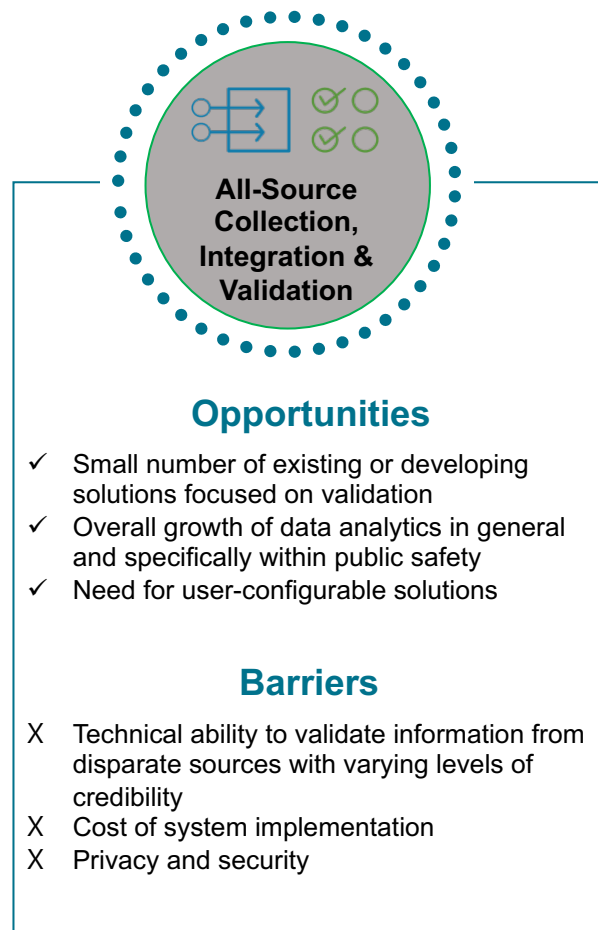 All-Source
Collection,
Integration &
Validation
Opportunities
✓ Small number of existing or developing
solutions focused on validation
✓ Overall growth of data analytics in general
and specifically within public safety
✓ Need for user-configurable solutions
Barriers
X Technical ability to validate information from
disparate sources with varying levels of
credibility
X Cost of system implementation
X Privacy and security